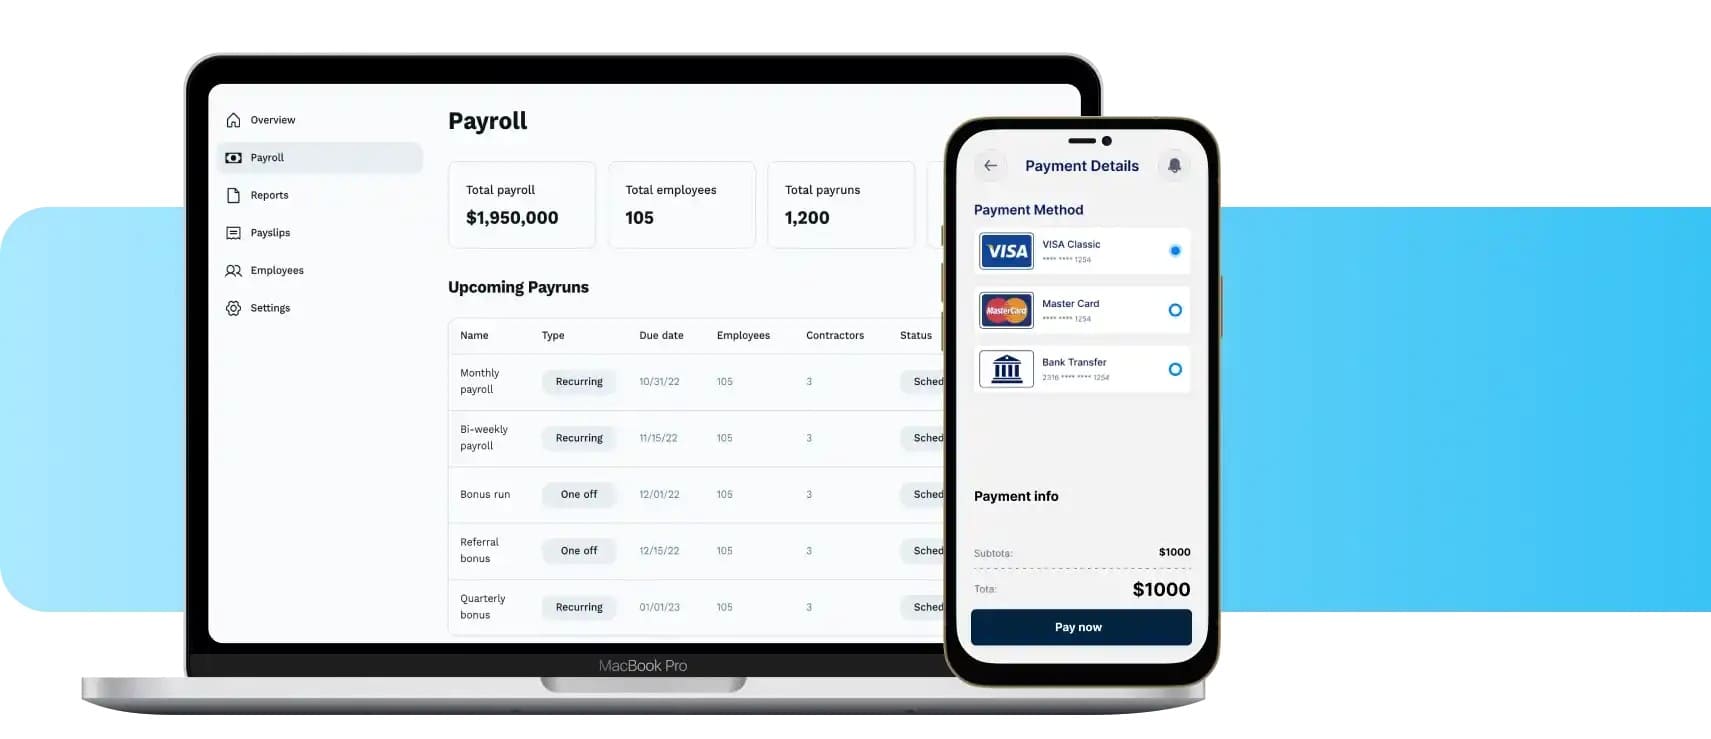 Overview
Payroll
Reports
Payslips
Employees
Settings
Payroll
Total payroll
$1,950,000
Total employees
105
Total payruns
1,200
Upcoming Payruns
Name Type Due date Employees Contractors Status
Monthly
payroll
Recurring 10/31/22 105 3 Sched
Bi-weekly
payroll
Recurring 11/15/22 105 3 Sched
Bonus run One off 12/01/22 105 3 Sched
Referral
bonus
One off 12/15/22 105 3 Sched
Quarterly
bonus
Recurring 01/01/23 105 3 Sched
MacBook Pro
Payment Details
Payment Method
VISA
VISA Classic
**** **** 1254
MasterCard
Master Card
**** **** 1254
Bank Transfer
2316 **** **** 1254
Payment info
Subtota: $1000
Tota: $1000
Pay now